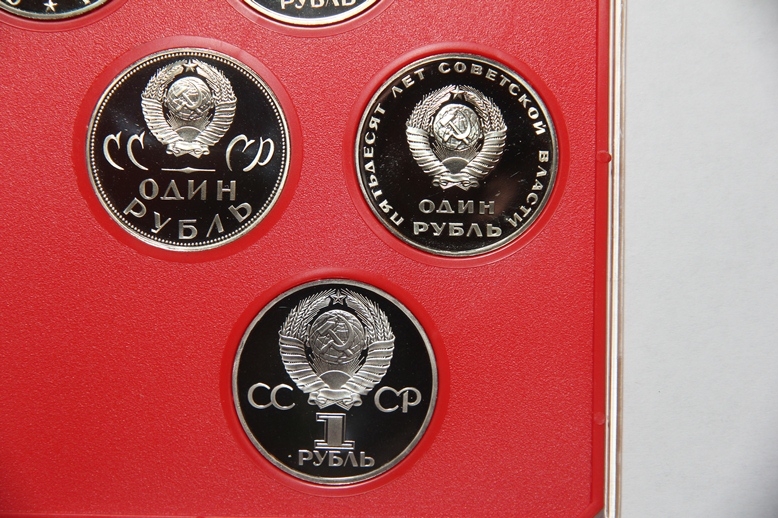 РУБЛЬ
СС СР
ОДИН
РУБЛЬ
ПЯТЬДЕСЯТ ЛЕТ СОВЕТСКОЙ ВЛАСТИ
ОДИН
РУБЛЬ
СС СР
1
РУБЛЬ